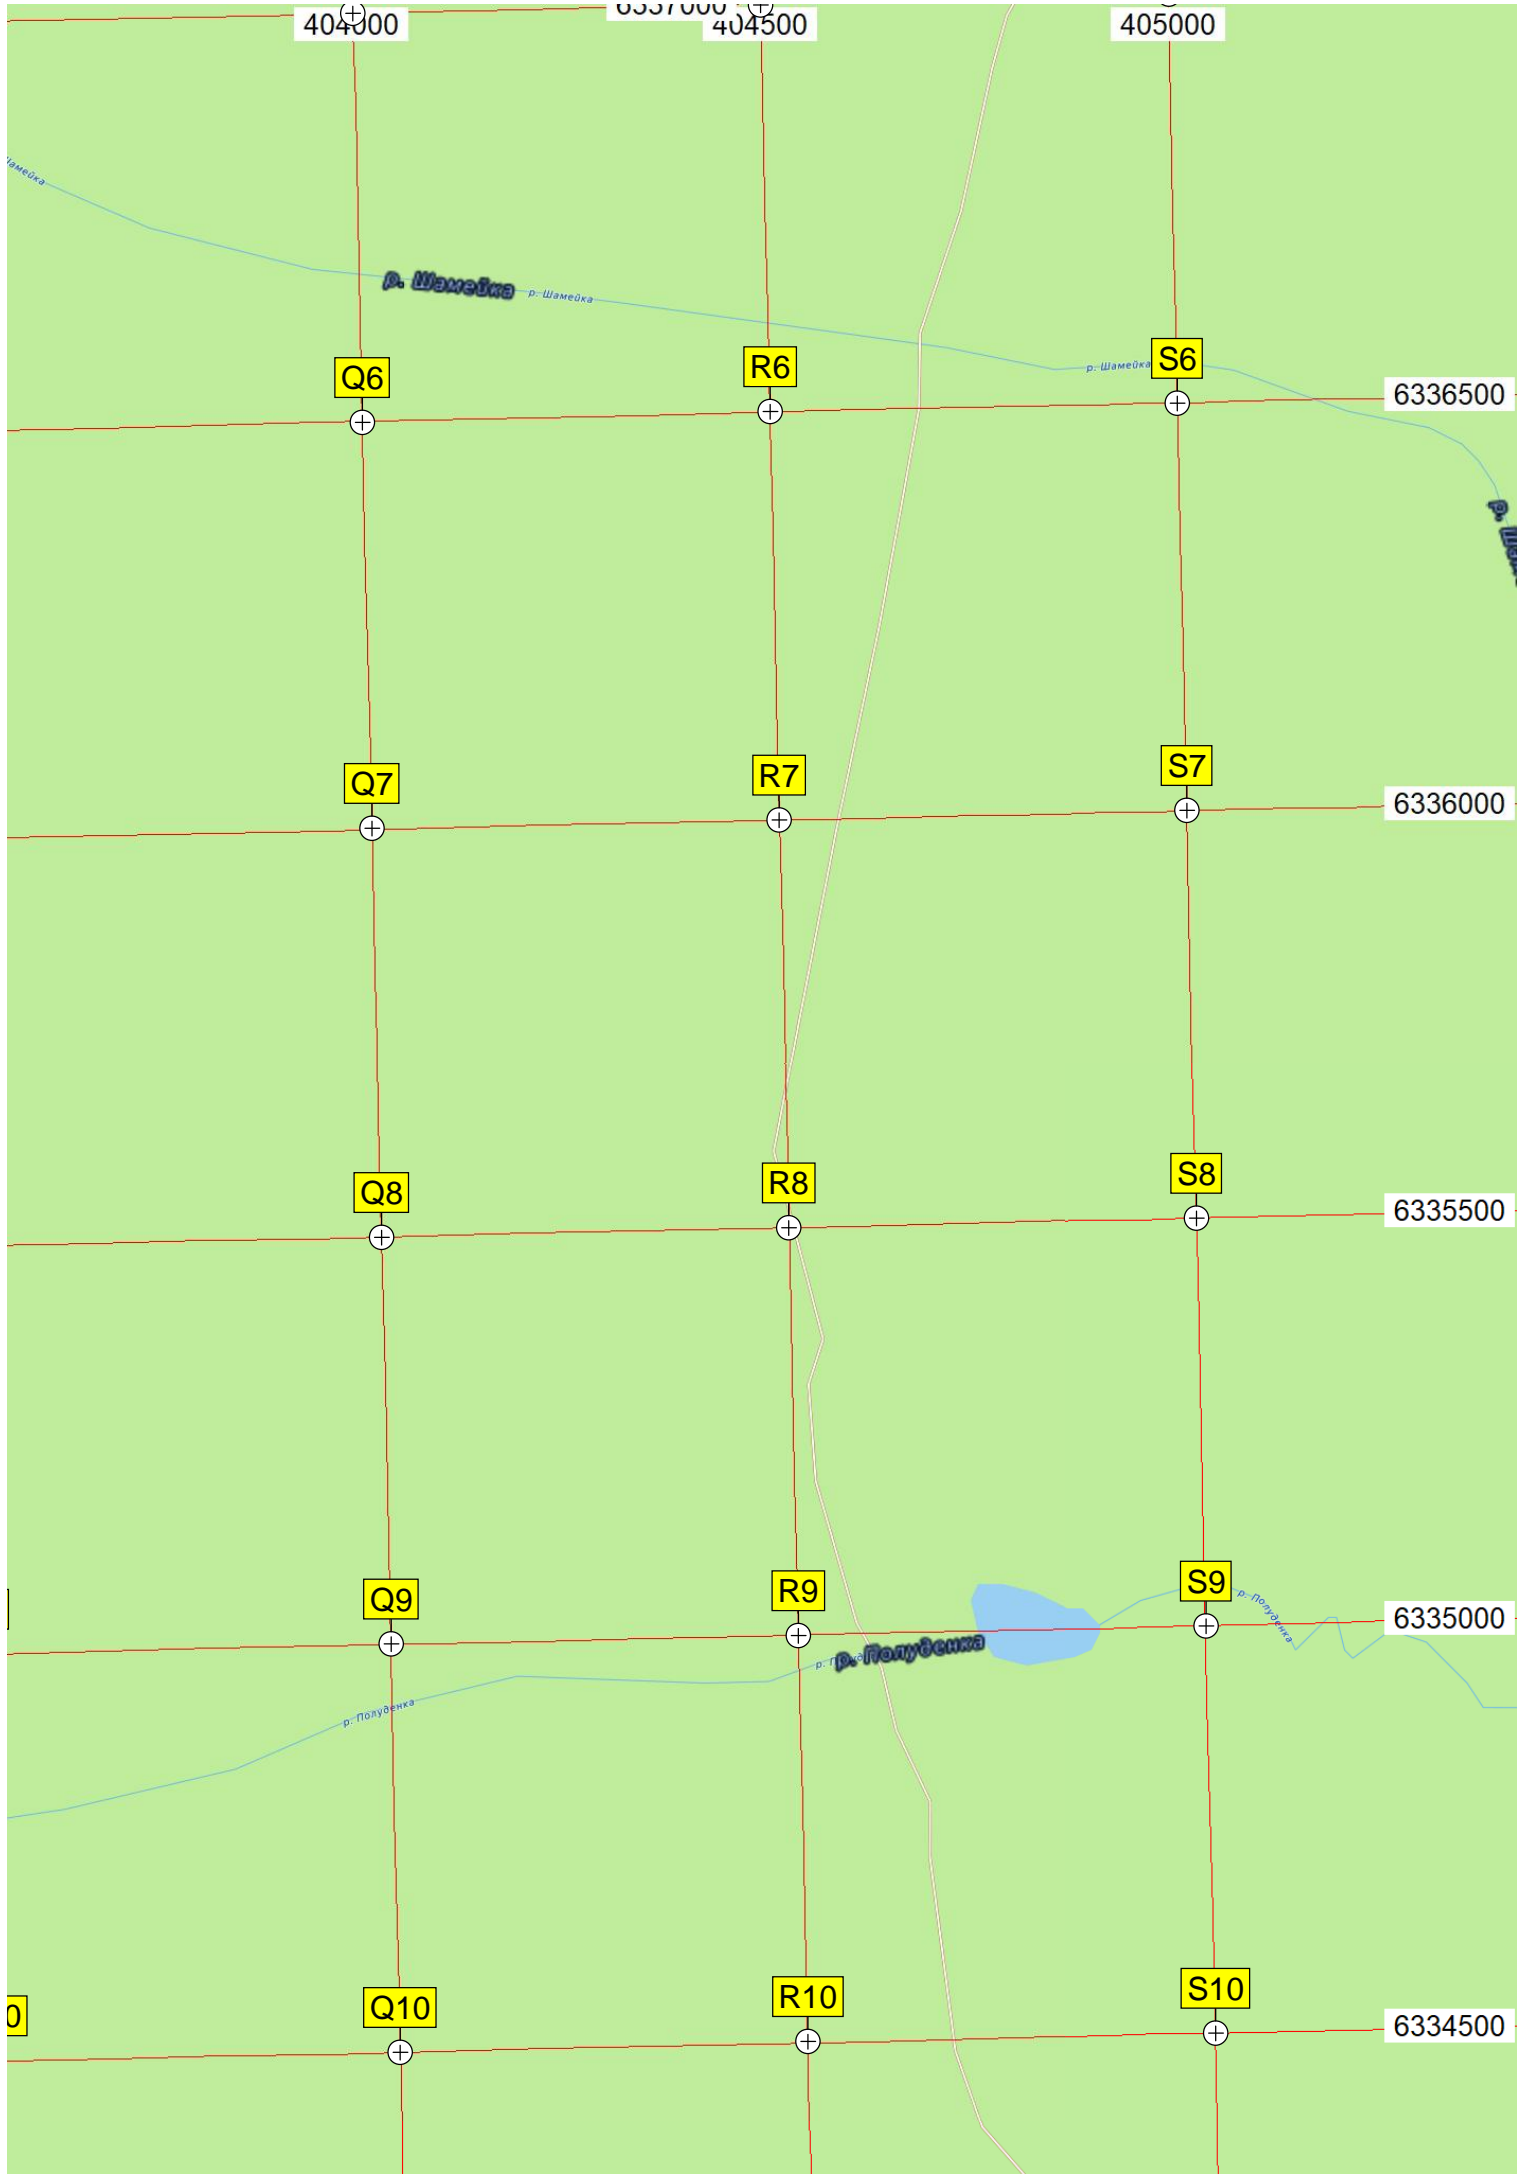 6337000
404000
404500
405000
р. Шамейка
р. Шамейка
р. Шамейка
Q6
R6
S6
6336500
Q7
R7
S7
6336000
Q8
R8
S8
6335500
Q9
R9
S9
р. Полуденка
6335000
р. Полуденка
р. Полуденка
Q10
R10
S10
6334500